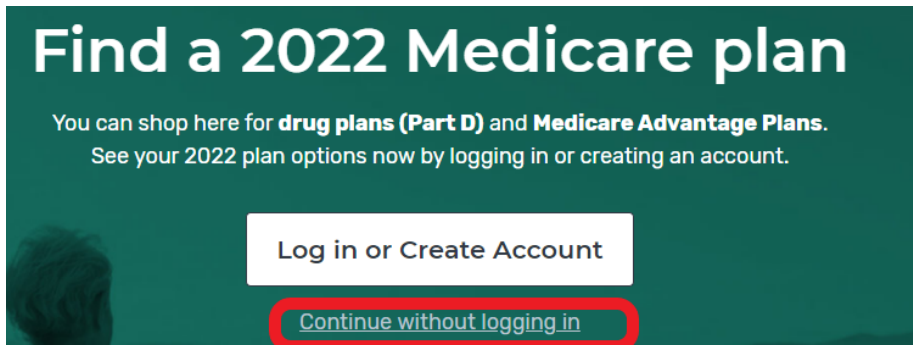 Find a 2022 Medicare plan
You can shop here for drug plans (Part D) and Medicare Advantage Plans.
See your 2022 plan options now by logging in or creating an account.
Log in or Create Account
Continue without logging in